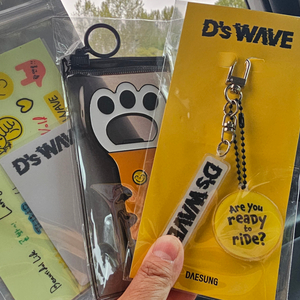 D's WAVE
D's WAVE
D's WAVE
Are you
ready
to
ride?
DAESUNG